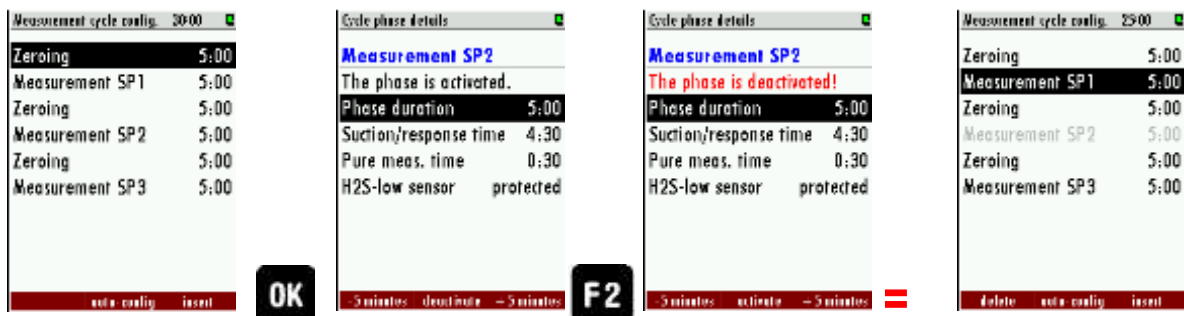 Measurement cycle config. 30:00
Zeroing 5:00
Measurement SP1 5:00
Zeroing 5:00
Measurement SP2 5:00
Zeroing 5:00
Measurement SP3 5:00
auto-config insert
OK
Cycle phase details
Measurement SP2
The phase is activated.
Phase duration 5:00
Suction/response time 4:30
Pure meas. time 0:30
H2S-low sensor protected
-5 minutes deactivate +5 minutes
F2
Cycle phase details
Measurement SP2
The phase is deactivated!
Phase duration 5:00
Suction/response time 4:30
Pure meas. time 0:30
H2S-low sensor protected
-5 minutes activate +5 minutes
=
Measurement cycle config. 25:00
Zeroing 5:00
Measurement SP1 5:00
Zeroing 5:00
Measurement SP2 5:00
Zeroing 5:00
Measurement SP3 5:00
delete auto-config insert